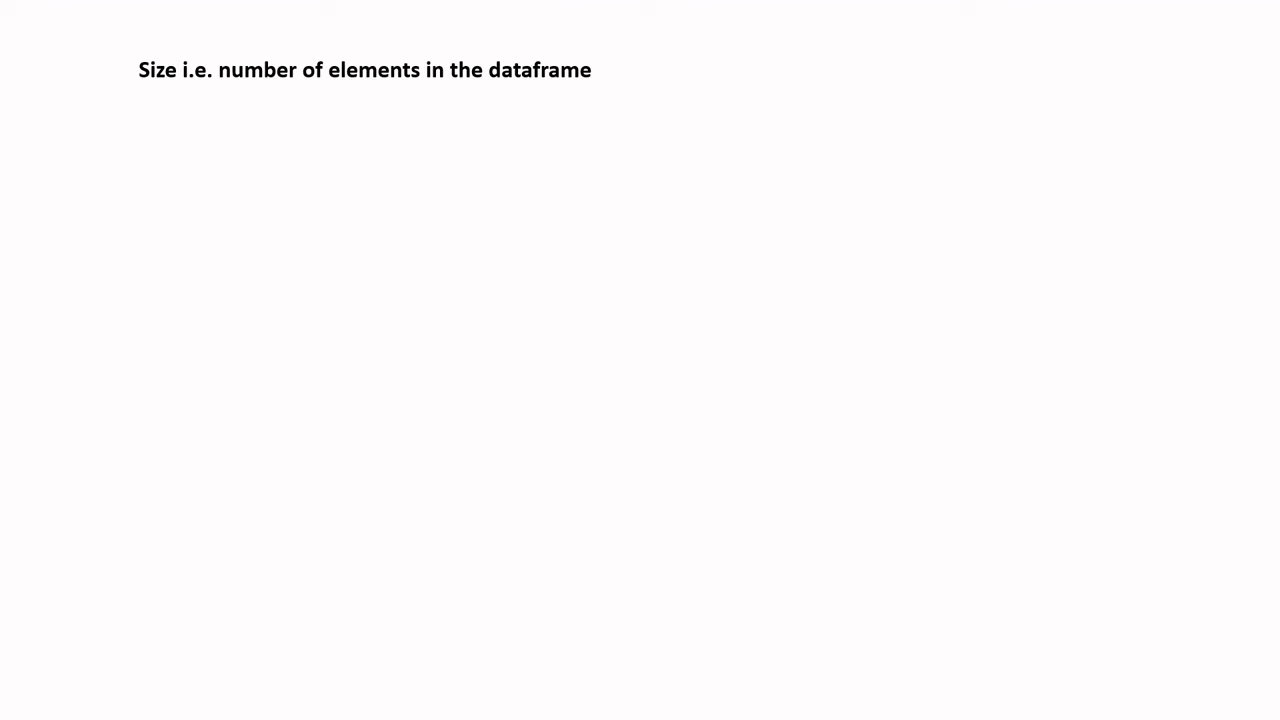 Size i.e. number of elements in the dataframe